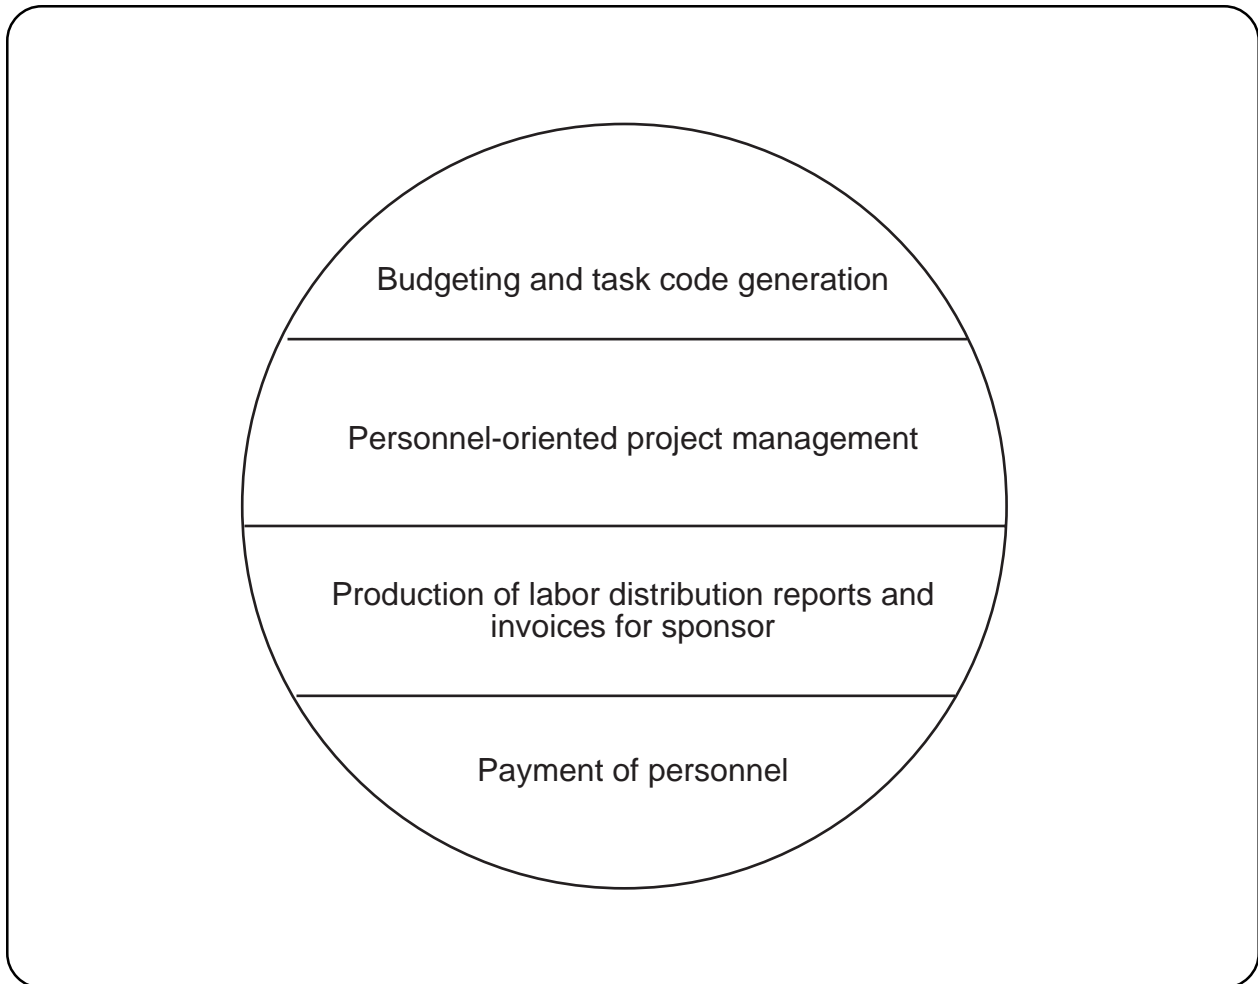 Budgeting and task code generation
Personnel-oriented project management
Production of labor distribution reports and
invoices for sponsor
Payment of personnel